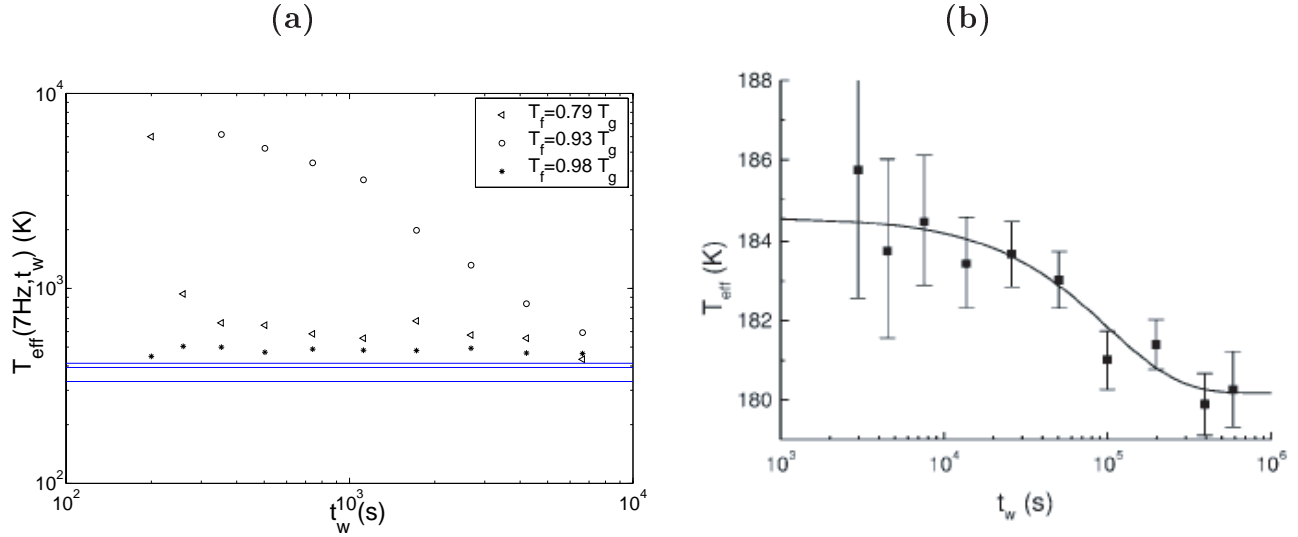 (a)
(b)
10^4
10^3
10^2
T_eff(7Hz,t_w) (K)
T_f=0.79 T_g
T_f=0.93 T_g
T_f=0.98 T_g
10^2
10^3
10^4
t_w(s)
188
186
184
182
180
T_eff (K)
10^3
10^4
10^5
10^6
t_w (s)